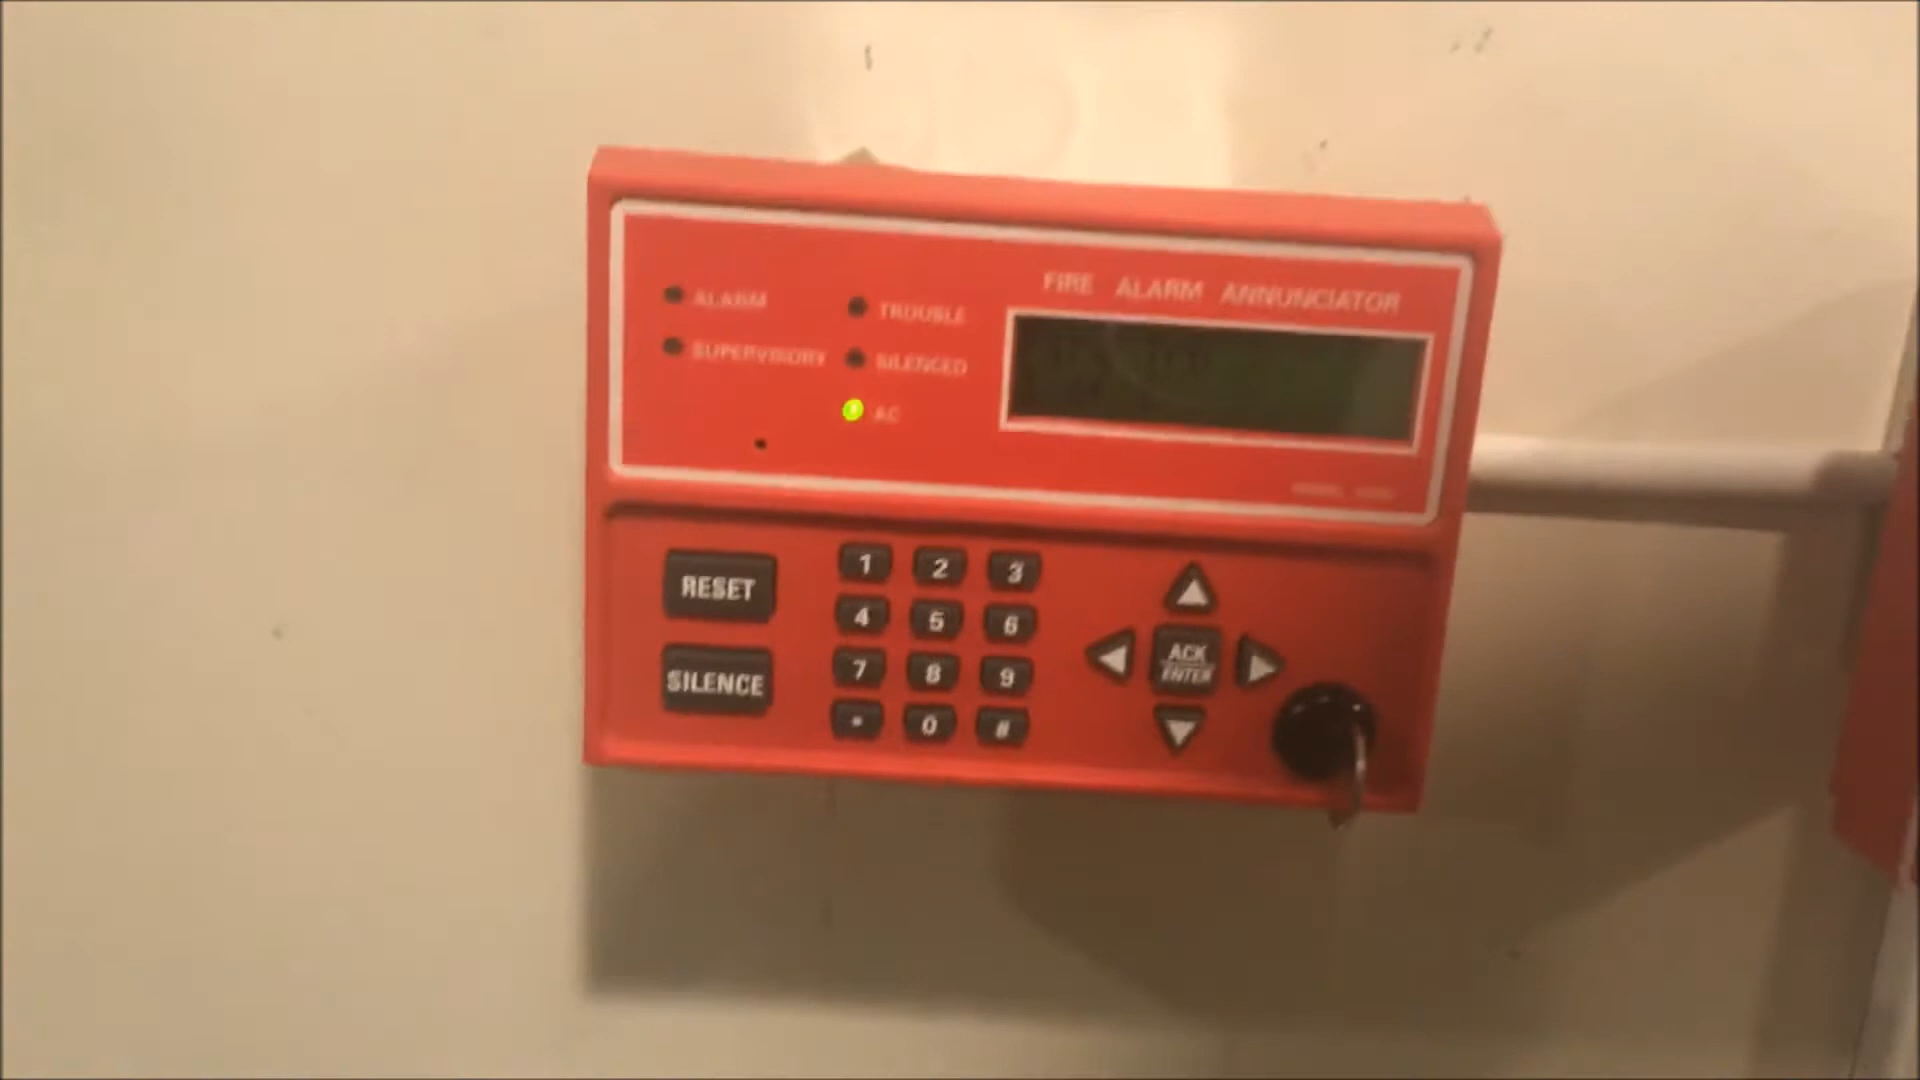 FIRE ALARM ANNUNCIATOR
ALARM
TROUBLE
SUPERVISORY
SILENCED
AC
RESET
SILENCE
1 2 3
4 5 6
7 8 9
* 0 #
ACK
ENTER